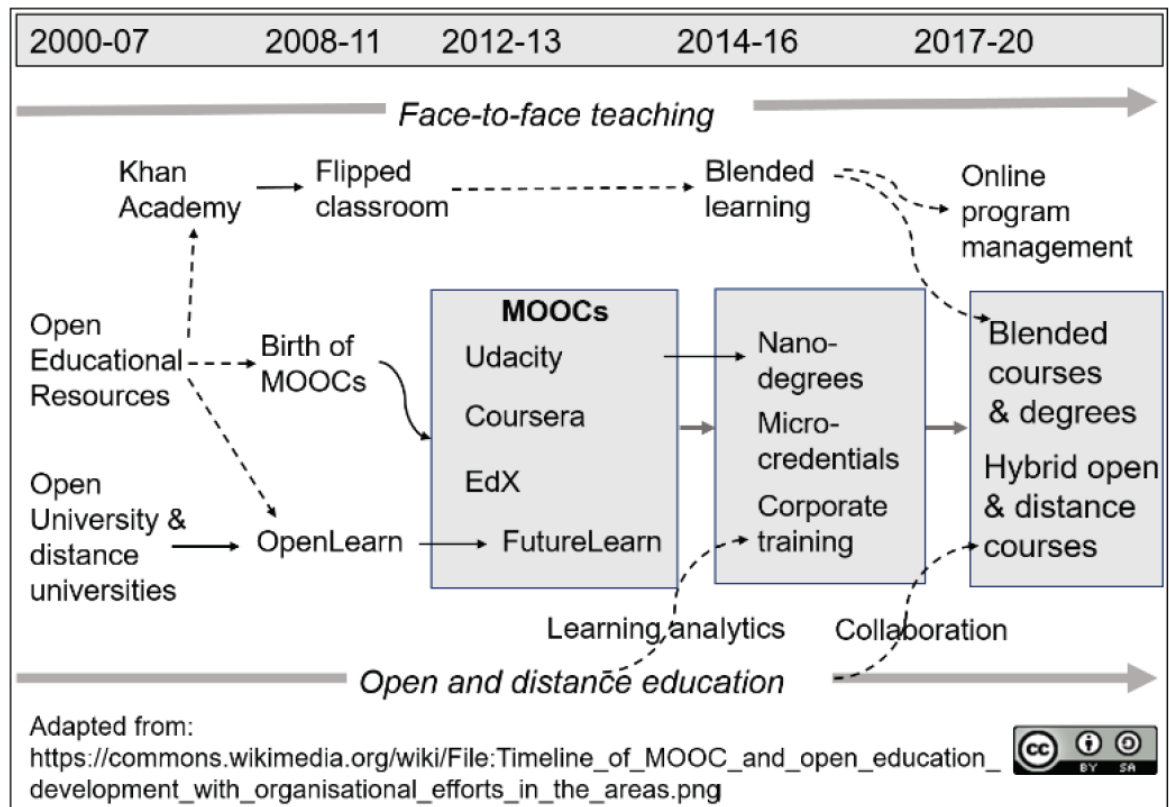 2000-07 2008-11 2012-13 2014-16 2017-20
Face-to-face teaching
Khan
Academy
Flipped
classroom
Blended
learning
Online
program
management
Open
Educational
Resources
Birth of
MOOCs
MOOCs
Udacity
Coursera
EdX
FutureLearn
Nano-
degrees
Micro-
credentials
Corporate
training
Blended
courses
& degrees
Hybrid open
& distance
courses
Open
University &
distance
universities
OpenLearn
Learning analytics
Collaboration
Open and distance education
Adapted from:
https://commons.wikimedia.org/wiki/File:Timeline_of_MOOC_and_open_education_
development_with_organisational_efforts_in_the_areas.png
cc
BY SA